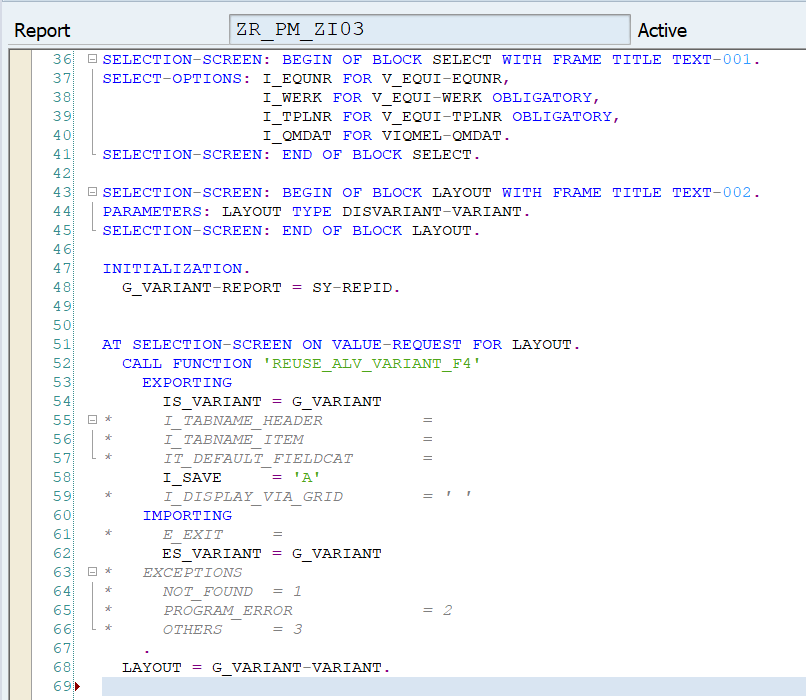 Report ZR_PM_ZI03 Active
36 SELECTION-SCREEN: BEGIN OF BLOCK SELECT WITH FRAME TITLE TEXT-001.
37 SELECT-OPTIONS: I_EQUNR FOR V_EQUI-EQUNR,
38 I_WERK FOR V_EQUI-WERK OBLIGATORY,
39 I_TPLNR FOR V_EQUI-TPLNR OBLIGATORY,
40 I_QMDAT FOR VIQMEL-QMDAT.
41 SELECTION-SCREEN: END OF BLOCK SELECT.
42
43 SELECTION-SCREEN: BEGIN OF BLOCK LAYOUT WITH FRAME TITLE TEXT-002.
44 PARAMETERS: LAYOUT TYPE DISVARIANT-VARIANT.
45 SELECTION-SCREEN: END OF BLOCK LAYOUT.
46
47 INITIALIZATION.
48 G_VARIANT-REPORT = SY-REPID.
49
50
51 AT SELECTION-SCREEN ON VALUE-REQUEST FOR LAYOUT.
52 CALL FUNCTION 'REUSE_ALV_VARIANT_F4'
53 EXPORTING
54 IS_VARIANT = G_VARIANT
55 * I_TABNAME_HEADER =
56 * I_TABNAME_ITEM =
57 * IT_DEFAULT_FIELDCAT =
58 I_SAVE = 'A'
59 * I_DISPLAY_VIA_GRID = ' '
60 IMPORTING
61 * E_EXIT =
62 ES_VARIANT = G_VARIANT
63 * EXCEPTIONS
64 * NOT_FOUND = 1
65 * PROGRAM_ERROR = 2
66 * OTHERS = 3
67 .
68 LAYOUT = G_VARIANT-VARIANT.
69